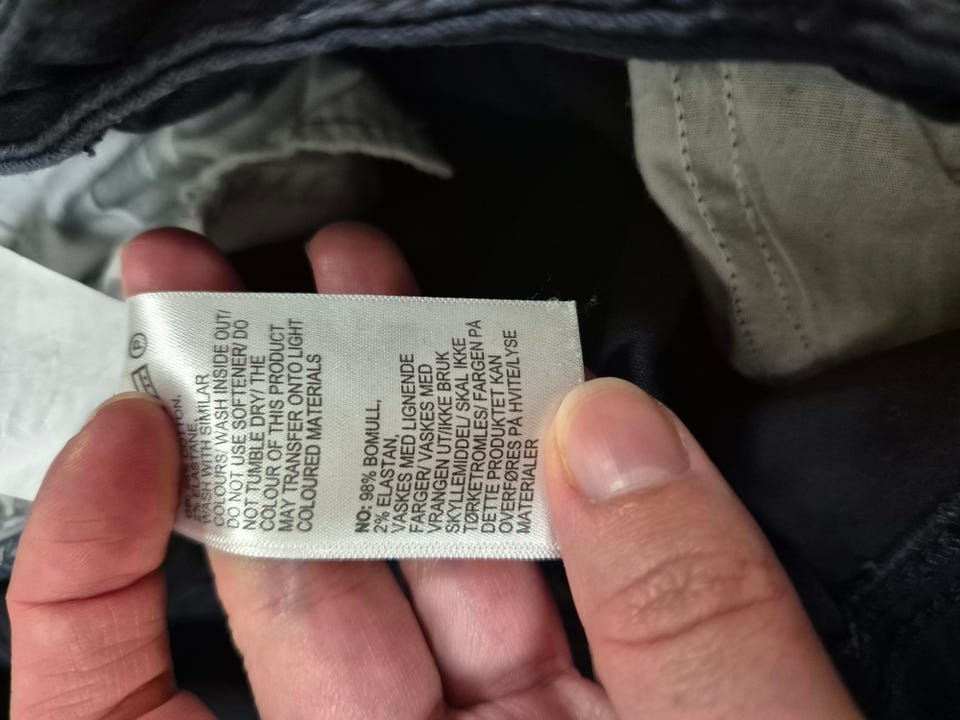 P
2% ELASTANE,
WASH WITH SIMILAR
COLOURS/ WASH INSIDE OUT/
DO NOT USE SOFTENER/ DO
NOT TUMBLE DRY/ THE
COLOUR OF THIS PRODUCT
MAY TRANSFER ONTO LIGHT
COLOURED MATERIALS
NO: 98% BOMULL,
2% ELASTAN,
VASKES MED LIGNENDE
FARGER/ VASKES MED
VRANGEN UT/IKKE BRUK
SKYLLEMIDDEL/ SKAL IKKE
TØRKETROMLES/ FARGEN PÅ
DETTE PRODUKTET KAN
OVERFØRES PÅ HVITE/LYSE
MATERIALER